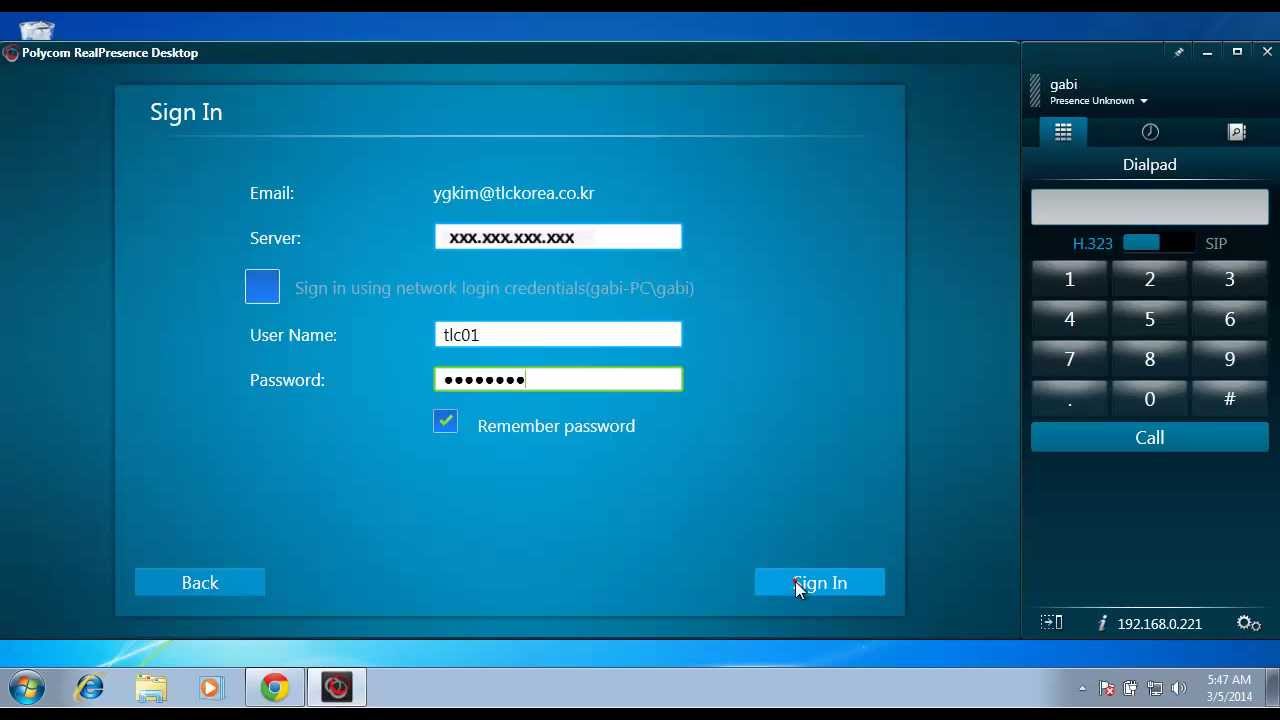 Polycom RealPresence Desktop
Sign In
Email: ygkim@tlckorea.co.kr
Server: xxx.xxx.xxx.xxx
Sign in using network login credentials(gabi-PC\gabi)
User Name: tlc01
Password: ●●●●●●●●
Remember password
Back
Sign In
gabi
Presence Unknown
Dialpad
H.323 SIP
1 2 3
4 5 6
7 8 9
. 0 #
Call
192.168.0.221
5:47 AM
3/5/2014